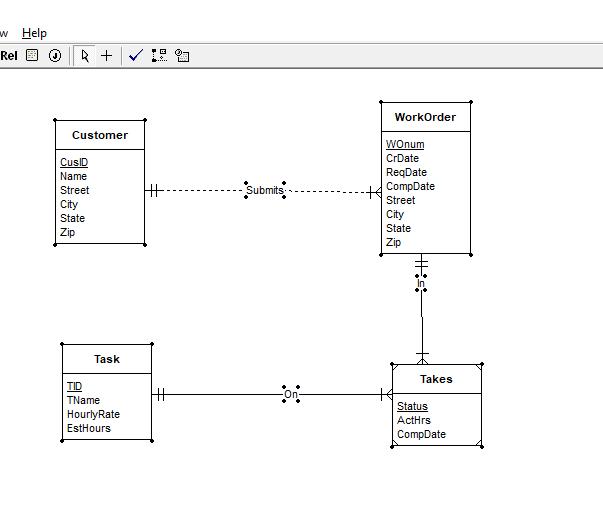 w Help
Rel
J
Customer
CusID
Name
Street
City
State
Zip
Submits
WorkOrder
WOnum
CrDate
ReqDate
CompDate
Street
City
State
Zip
In
Task
TID
TName
HourlyRate
EstHours
On
Takes
Status
ActHrs
CompDate